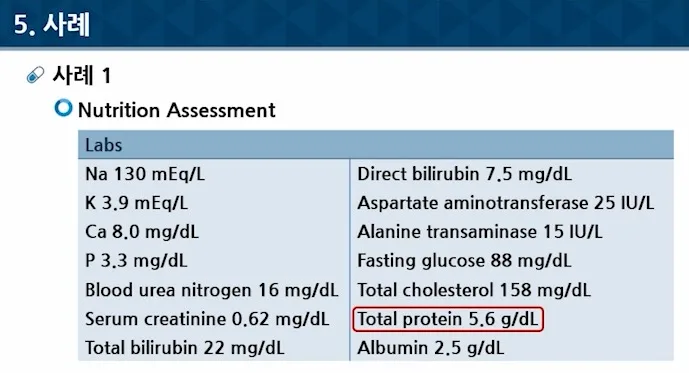 5. 사례
사례 1
Nutrition Assessment
Labs
Na 130 mEq/L
Direct bilirubin 7.5 mg/dL
K 3.9 mEq/L
Aspartate aminotransferase 25 IU/L
Ca 8.0 mg/dL
Alanine transaminase 15 IU/L
P 3.3 mg/dL
Fasting glucose 88 mg/dL
Blood urea nitrogen 16 mg/dL
Total cholesterol 158 mg/dL
Serum creatinine 0.62 mg/dL
Total protein 5.6 g/dL
Total bilirubin 22 mg/dL
Albumin 2.5 g/dL